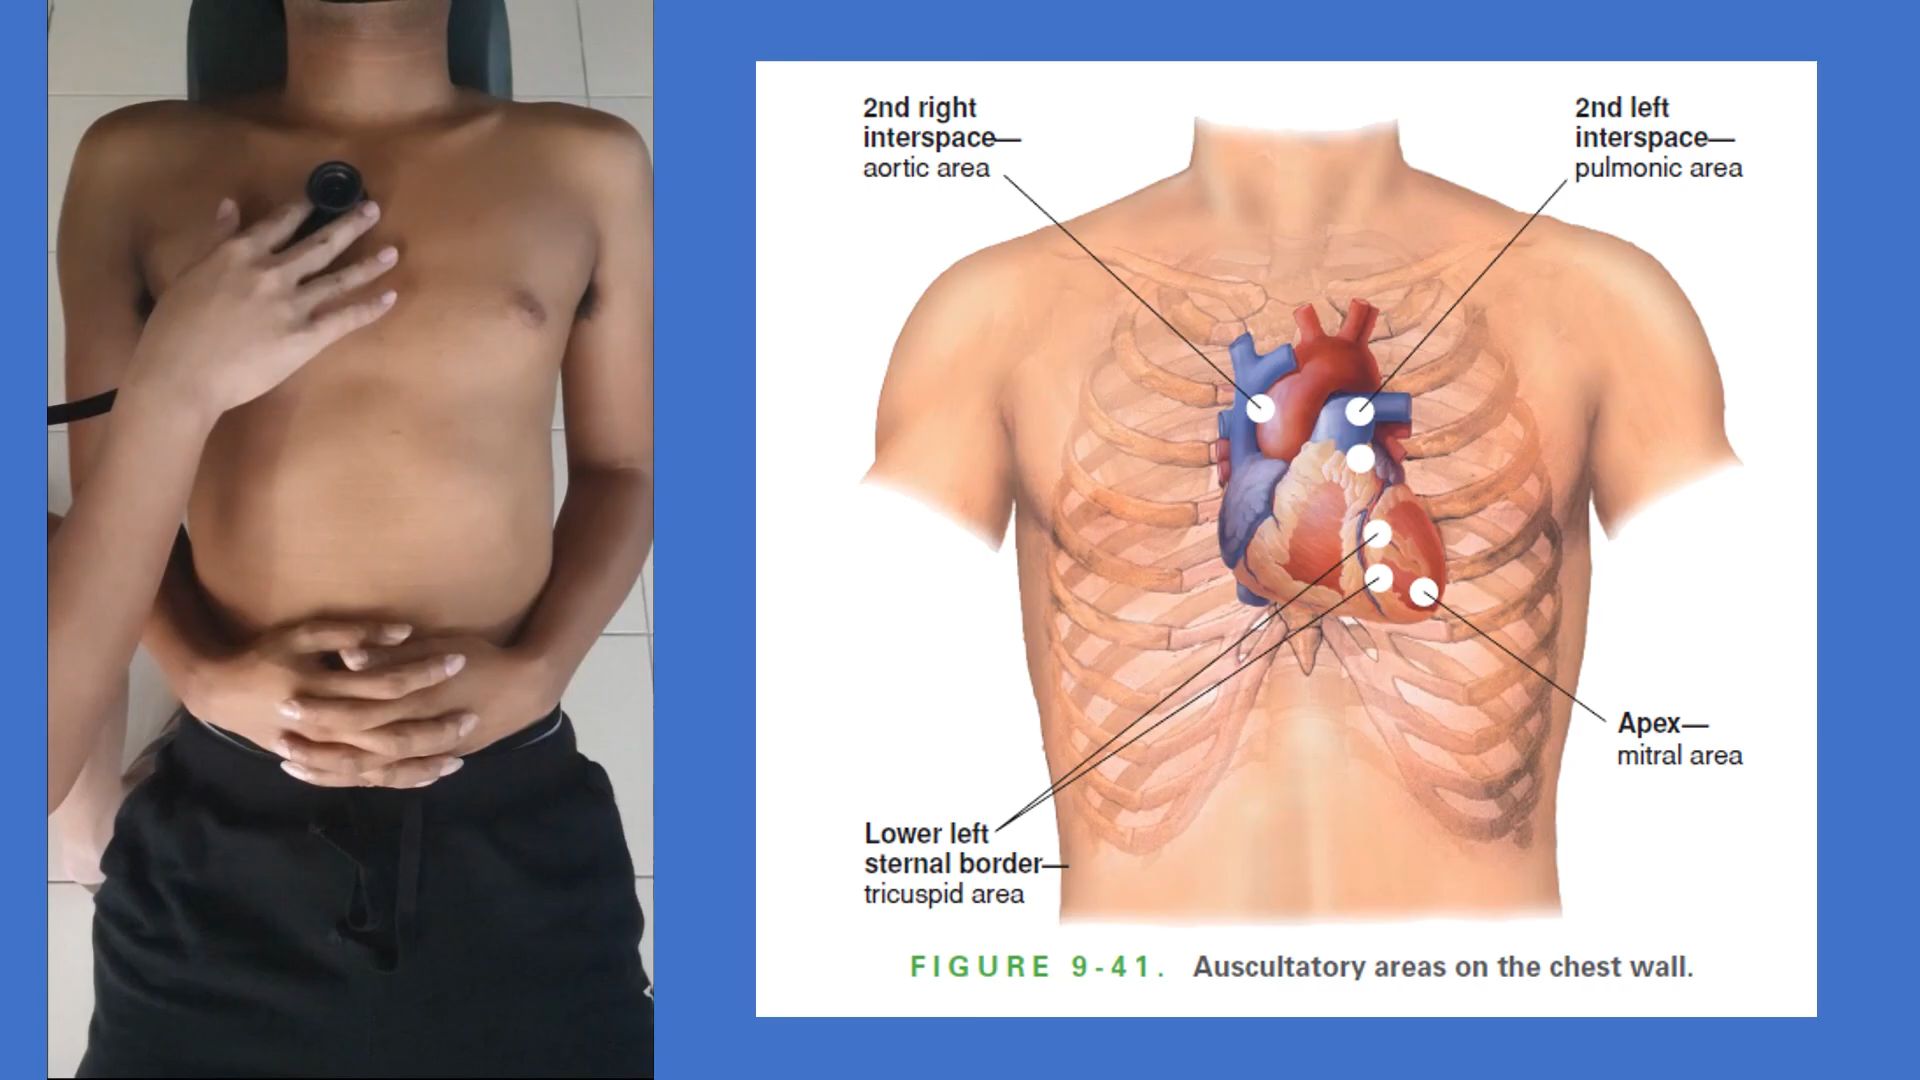 2nd right
interspace—
aortic area
2nd left
interspace—
pulmonic area
Apex—
mitral area
Lower left
sternal border—
tricuspid area
FIGURE 9-41. Auscultatory areas on the chest wall.